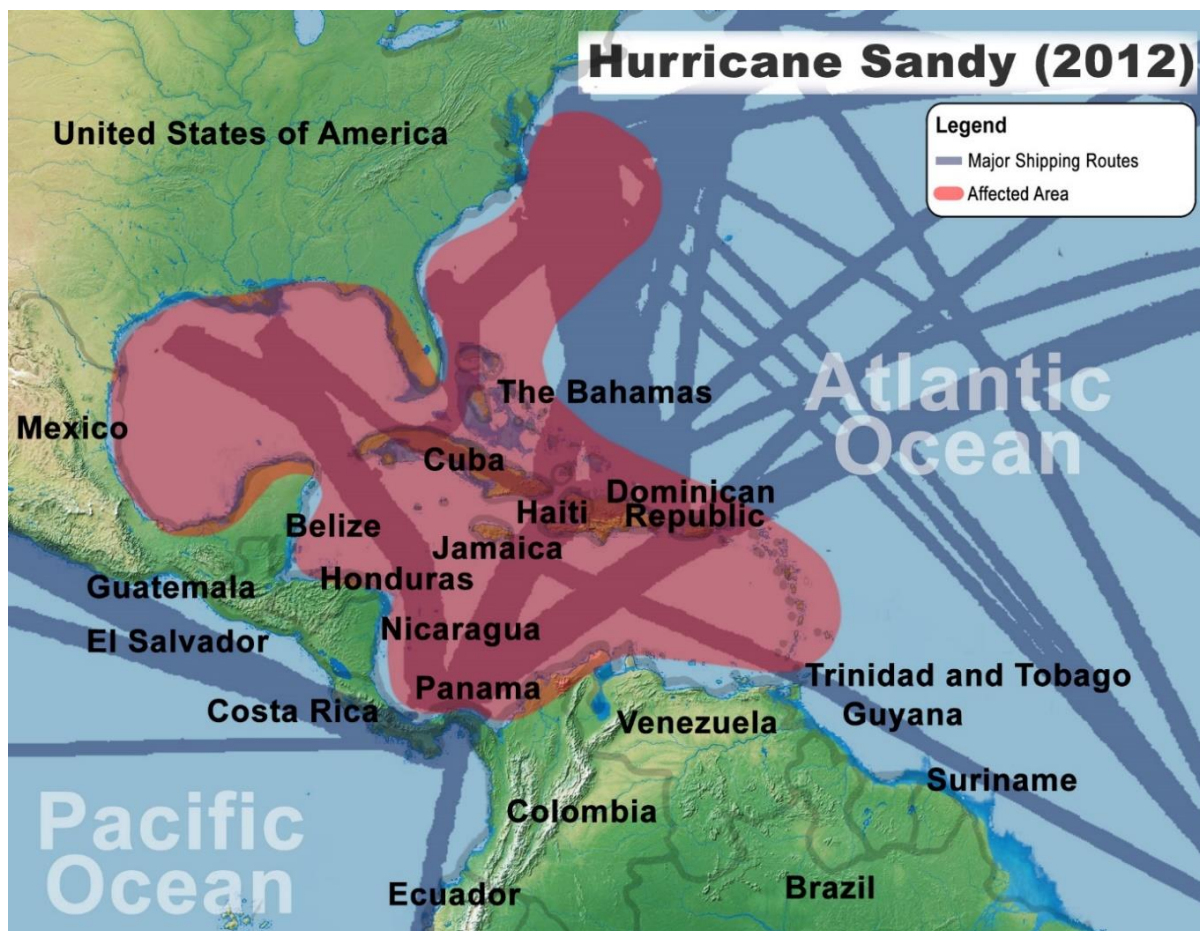 Hurricane Sandy (2012)
Legend
Major Shipping Routes
Affected Area
United States of America
Atlantic
Ocean
The Bahamas
Mexico
Cuba
Dominican
Republic
Haiti
Belize
Jamaica
Honduras
Guatemala
El Salvador
Nicaragua
Panama
Trinidad and Tobago
Costa Rica
Guyana
Venezuela
Suriname
Colombia
Pacific
Ocean
Ecuador
Brazil